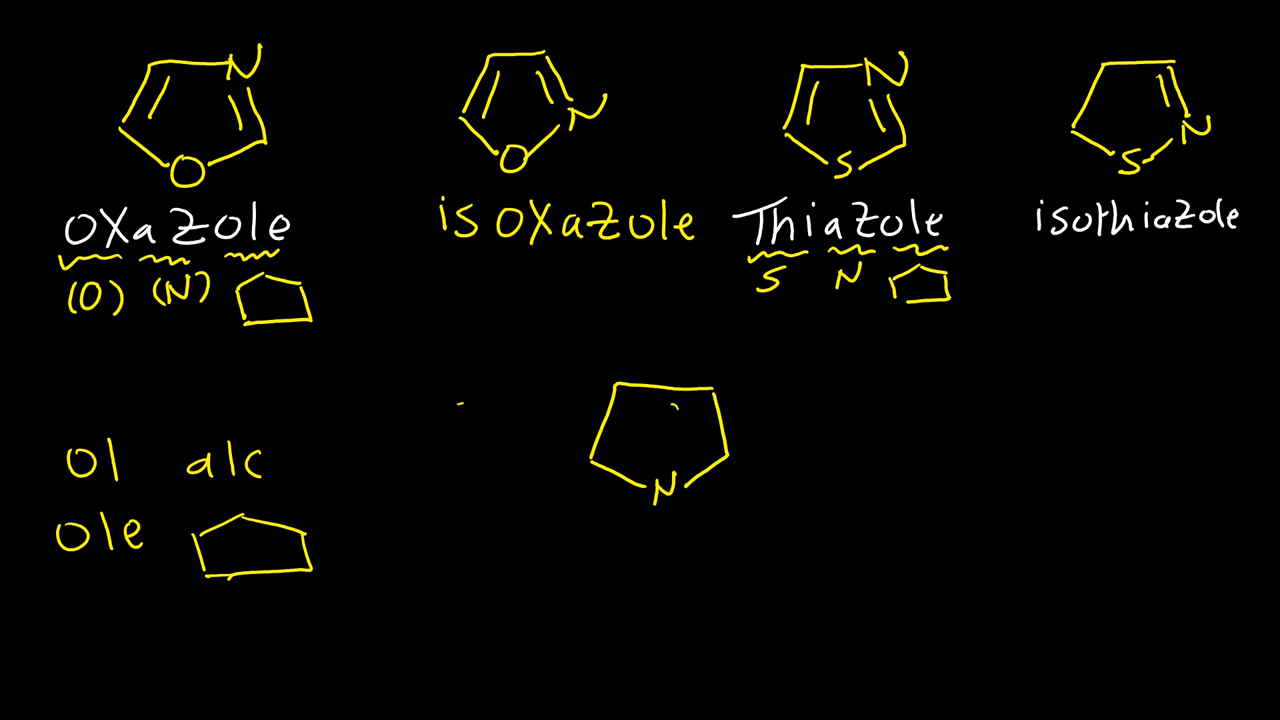 N N
N N
O O S S
oxazole isoxazole Thiazole isothiazole
(O) (N) S N
ol alc
N
ole